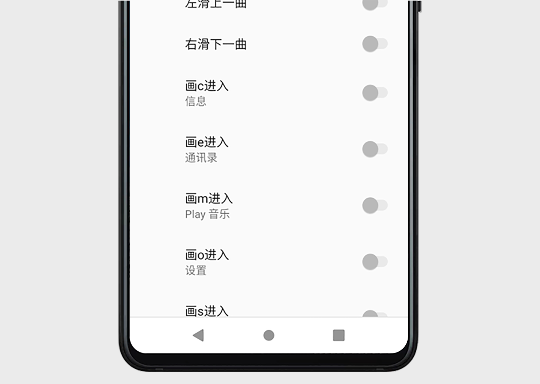 左滑上一曲
右滑下一曲
画c进入
信息
画e进入
通讯录
画m进入
Play 音乐
画o进入
设置
画s进入